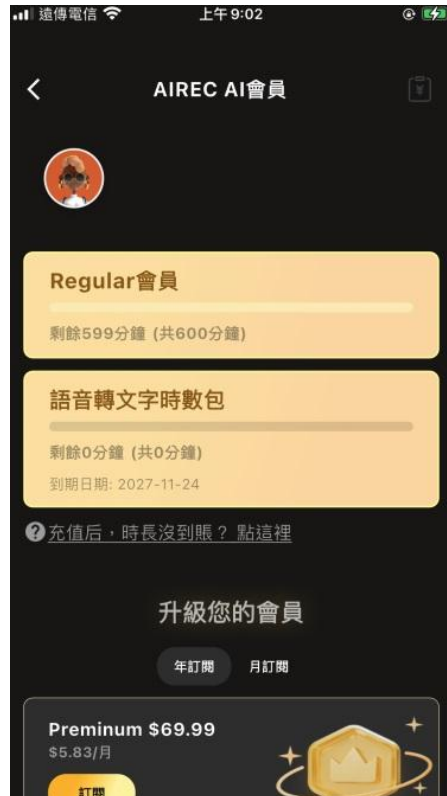 遠傳電信
上午9:02
AIREC AI會員
Regular會員
剩餘599分鐘 (共600分鐘)
語音轉文字時數包
剩餘0分鐘 (共0分鐘)
到期日期: 2027-11-24
?充值后，時長沒到賬？ 點這裡
升級您的會員
年訂閱 月訂閱
Preminum $69.99
$5.83/月
訂閱